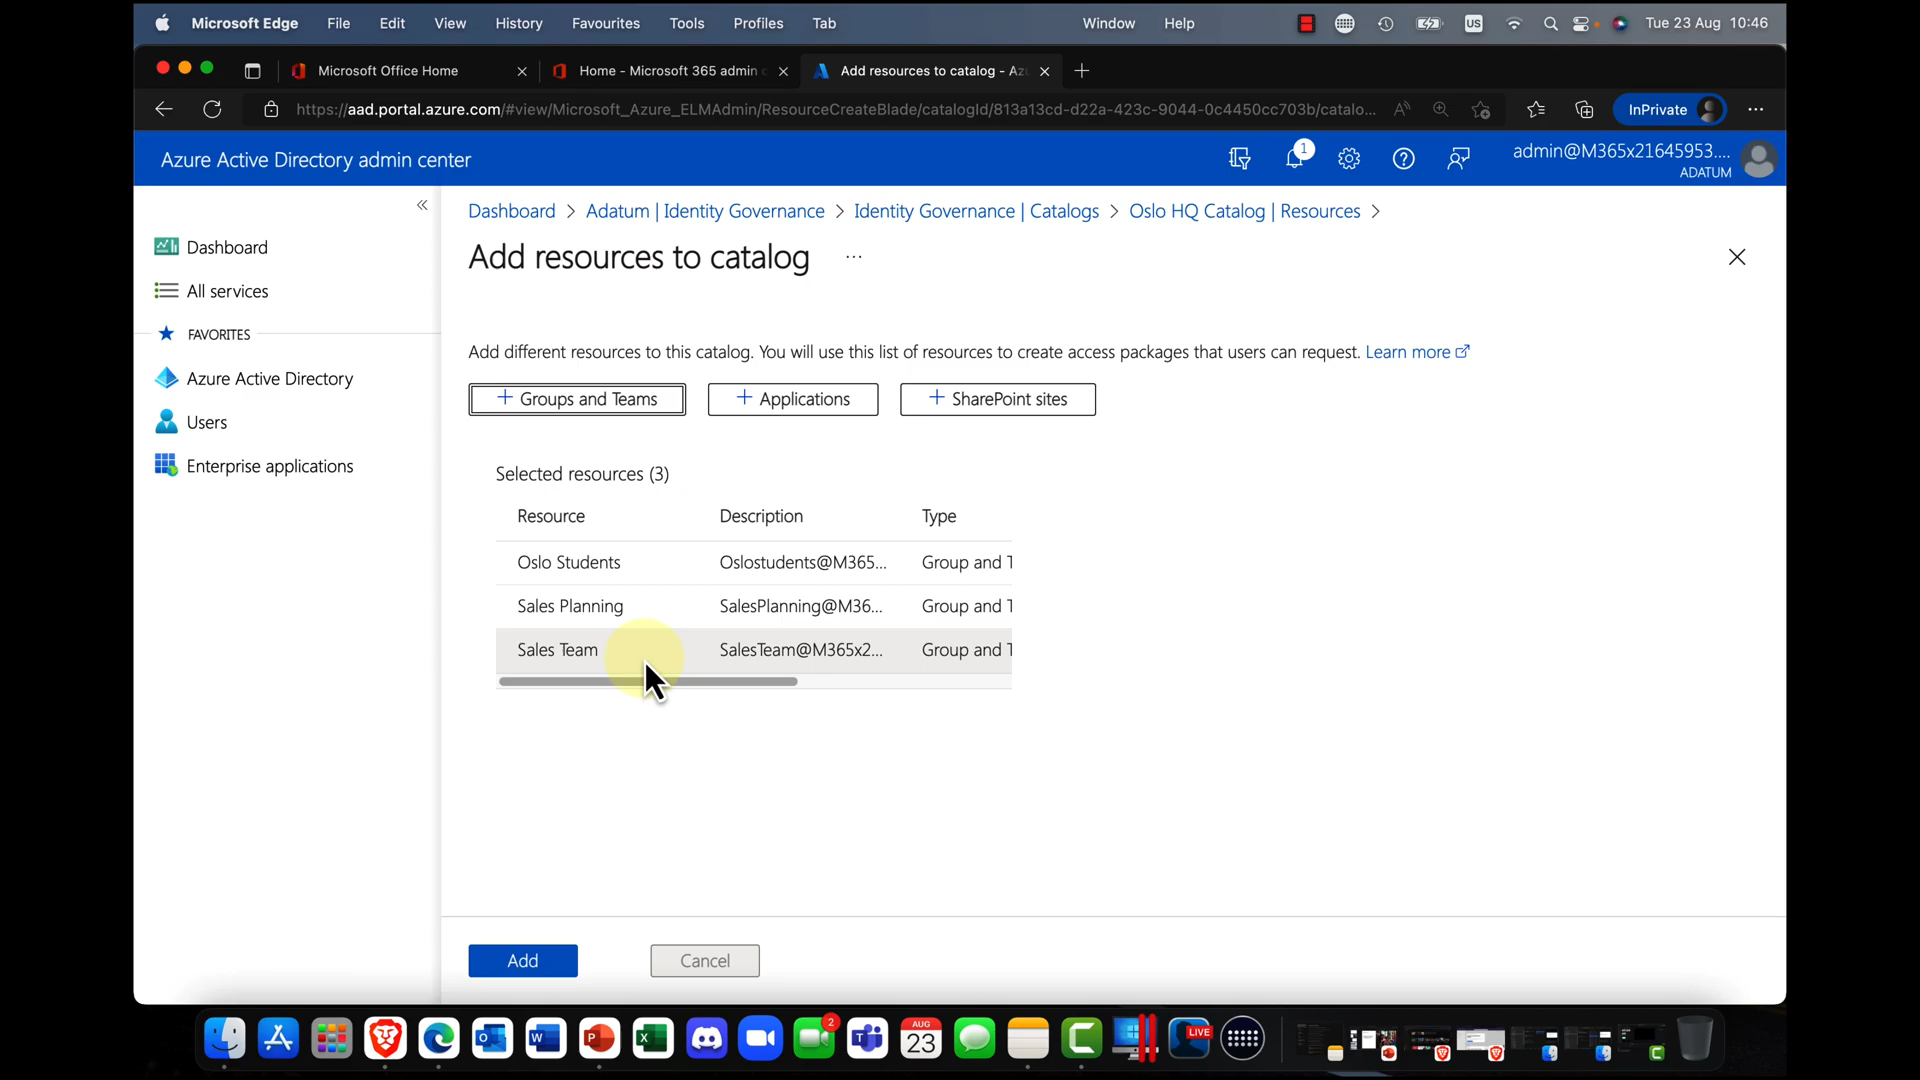 Microsoft Edge File Edit View History Favourites Tools Profiles Tab Window Help US Tue 23 Aug 10:46
Microsoft Office Home Home - Microsoft 365 admin c Add resources to catalog - Az
https://aad.portal.azure.com/#view/Microsoft_Azure_ELMAdmin/ResourceCreateBlade/catalogId/813a13cd-d22a-423c-9044-0c4450cc703b/catalo... InPrivate
Azure Active Directory admin center 1 admin@M365x21645953....
ADATUM
Dashboard > Adatum | Identity Governance > Identity Governance | Catalogs > Oslo HQ Catalog | Resources >
Add resources to catalog ...
Dashboard
All services
FAVORITES
Azure Active Directory
Users
Enterprise applications
Add different resources to this catalog. You will use this list of resources to create access packages that users can request. Learn more
+ Groups and Teams + Applications + SharePoint sites
Selected resources (3)
Resource Description Type
Oslo Students Oslostudents@M365... Group and T
Sales Planning SalesPlanning@M36... Group and T
Sales Team SalesTeam@M365x2... Group and T
Add Cancel
2 AUG 23 LIVE